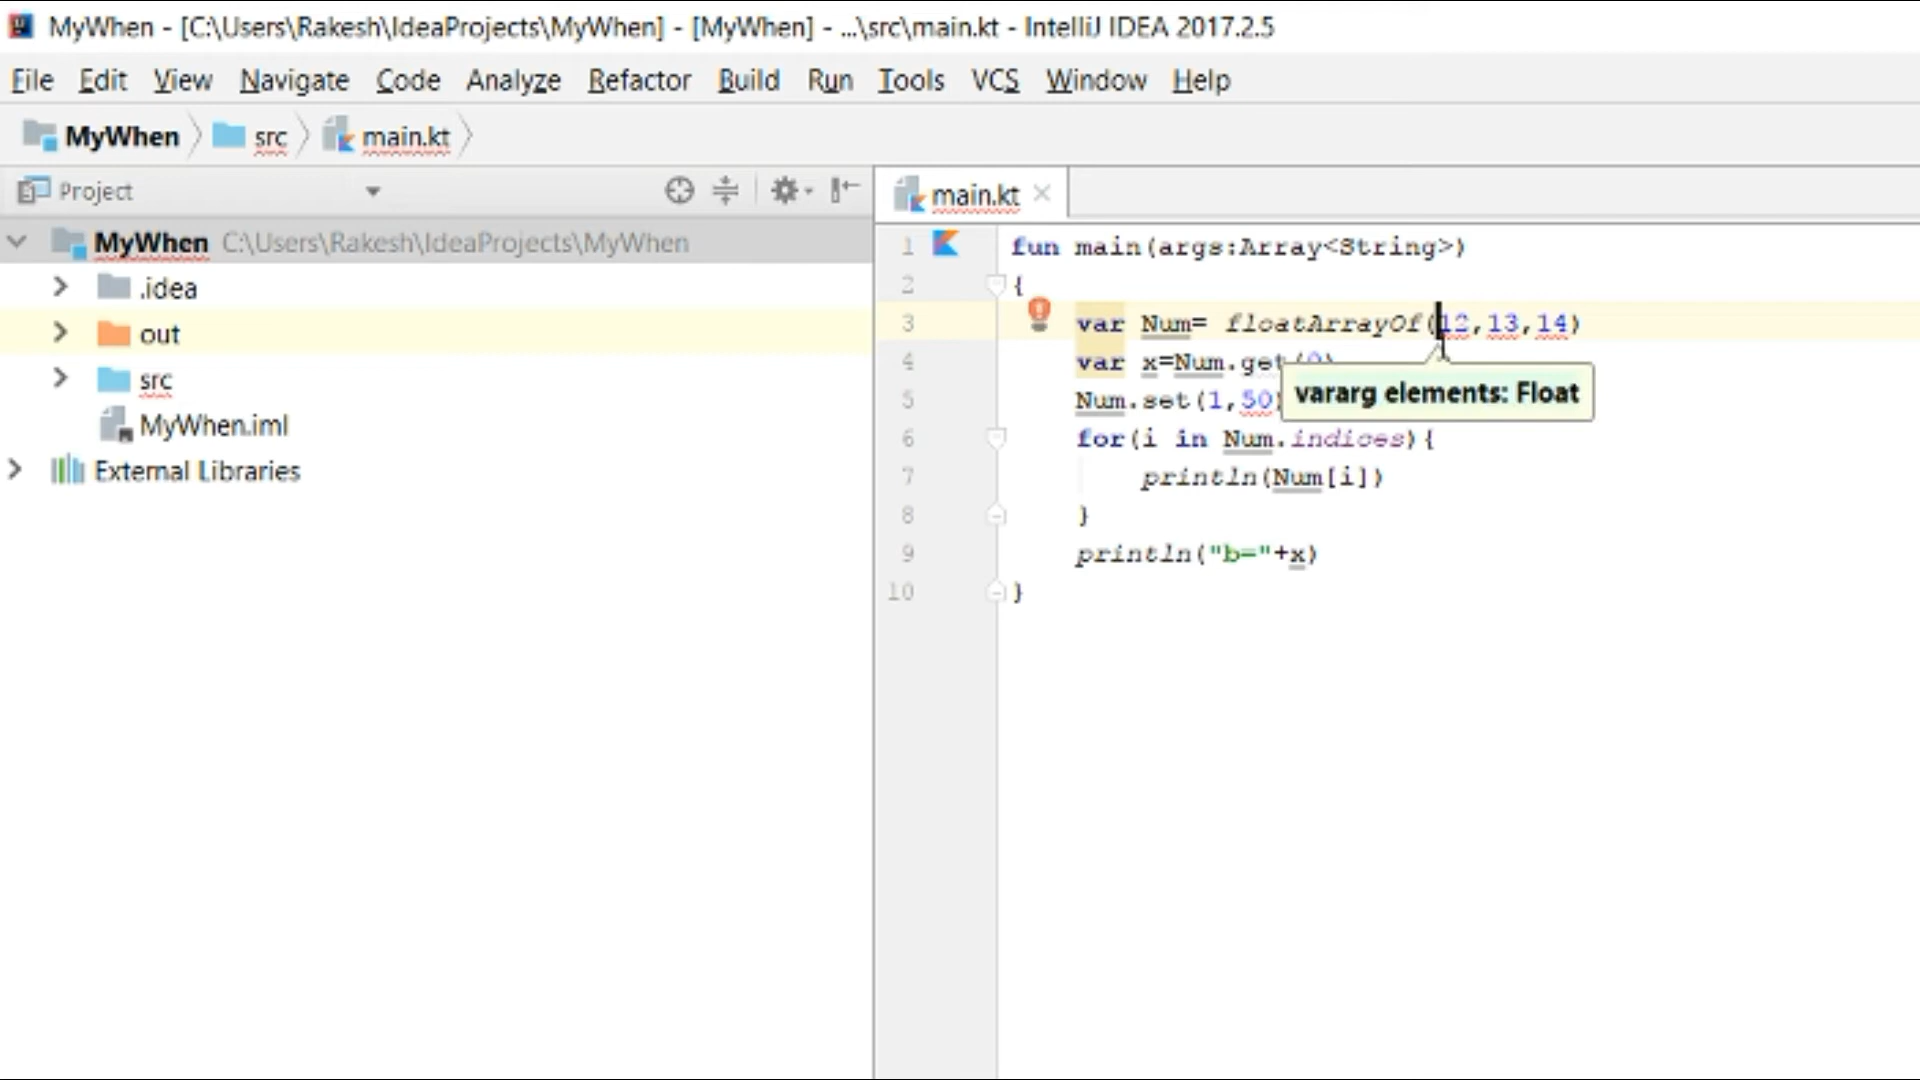 MyWhen - [C:\Users\Rakesh\IdeaProjects\MyWhen] - [MyWhen] - ...\src\main.kt - IntelliJ IDEA 2017.2.5
File Edit View Navigate Code Analyze Refactor Build Run Tools VCS Window Help
MyWhen src main.kt
Project
main.kt
MyWhen C:\Users\Rakesh\IdeaProjects\MyWhen
.idea
out
src
MyWhen.iml
External Libraries
1 fun main(args:Array<String>)
2 {
3 var Num= floatArrayOf(12,13,14)
4 var x=Num.get(0)
vararg elements: Float
5 Num.set(1,50)
6 for(i in Num.indices){
7 println(Num[i])
8 }
9 println("b="+x)
10 }